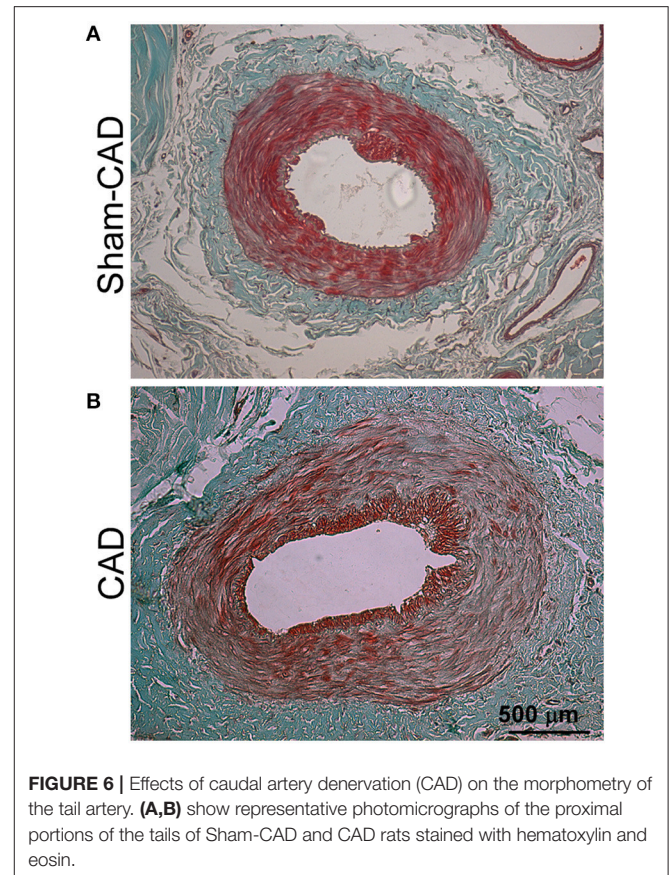 A
Sham-CAD
B
CAD
500 μm
FIGURE 6 | Effects of caudal artery denervation (CAD) on the morphometry of
the tail artery. (A,B) show representative photomicrographs of the proximal
portions of the tails of Sham-CAD and CAD rats stained with hematoxylin and
eosin.